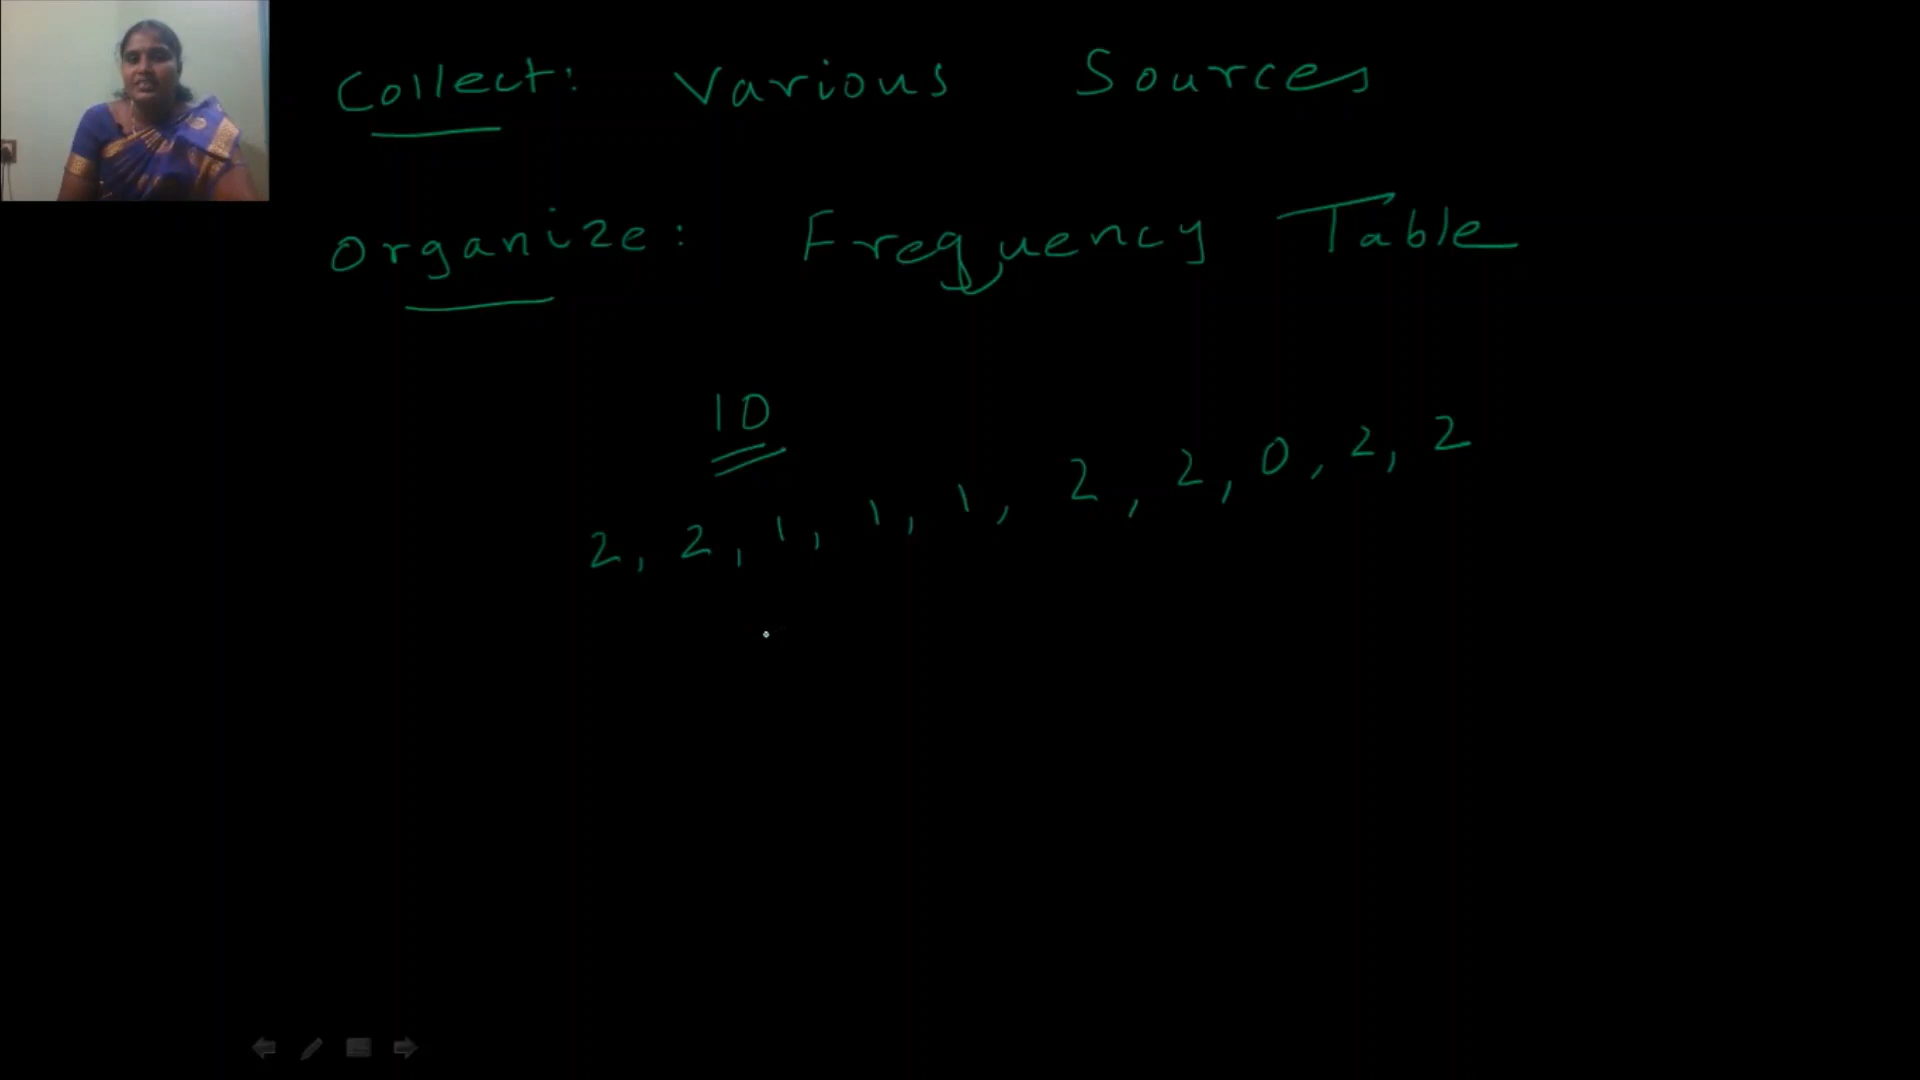 Collect: Various Sources
Organize: Frequency Table
10
2, 2, 1, 1, 1, 2, 2, 0, 2, 2